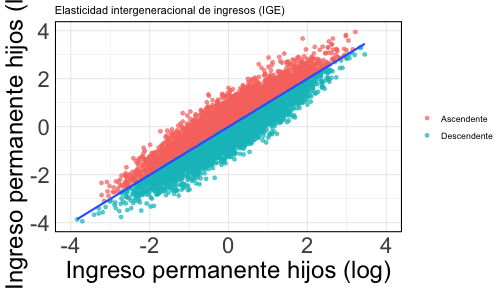 Elasticidad intergeneracional de ingresos (IGE)
Ingreso permanente hijos (l
4
2
0
-2
-4
-4
-2
0
2
4
Ingreso permanente hijos (log)
Ascendente
Descendente